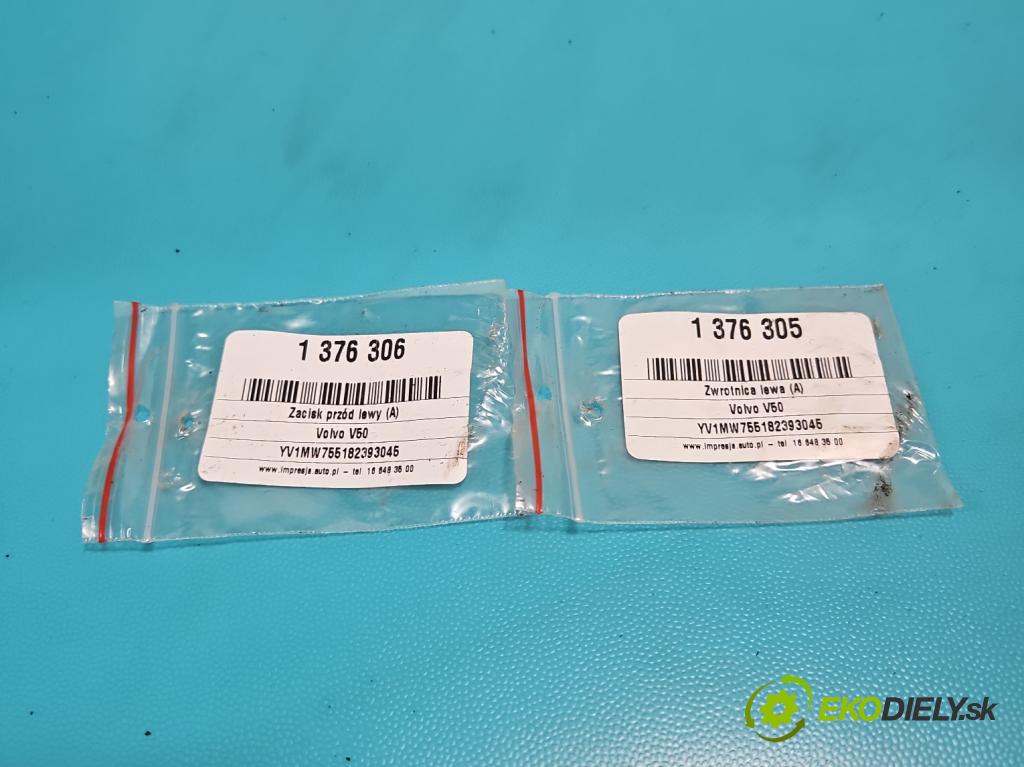 1 376 306
Zacisk przód lewy (A)
Volvo V50
YV1MW755182393045
www.impresja.auto.pl - tel 16 648 36 00
1 376 305
Zwrotnica lewa (A)
Volvo V50
YV1MW755182393045
www.impresja.auto.pl - tel 16 648 36 00
EKODIELY.sk